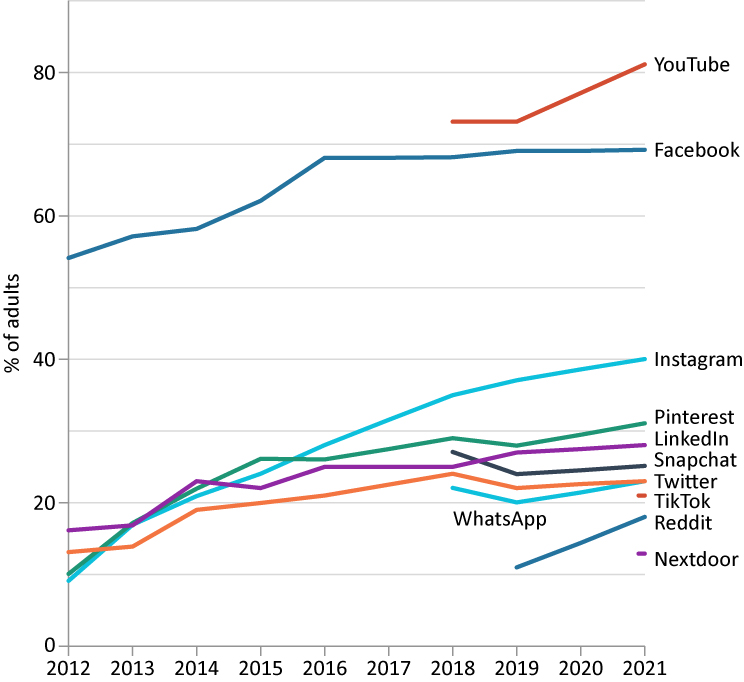 80
YouTube
Facebook
60
% of adults
40
Instagram
Pinterest
LinkedIn
Snapchat
Twitter
20
TikTok
WhatsApp
Reddit
Nextdoor
0
2012 2013 2014 2015 2016 2017 2018 2019 2020 2021